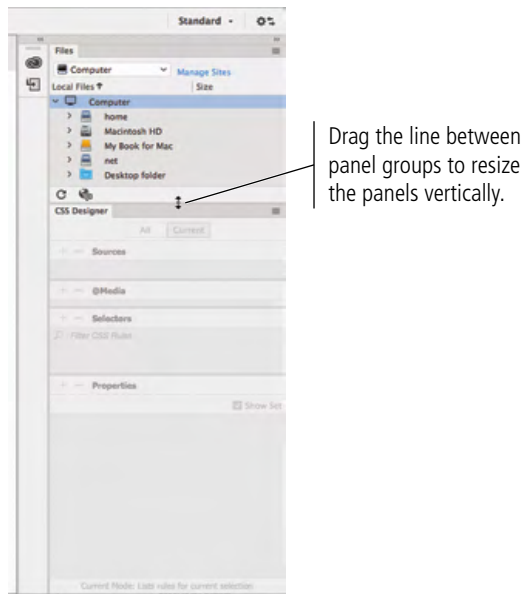 Standard
Files
Computer
Manage Sites
Local Files
Size
Computer
home
Macintosh HD
My Book for Mac
net
Desktop folder
Drag the line between
panel groups to resize
the panels vertically.
CSS Designer
All
Current
Sources
@Media
Selectors
Filter CSS Rules
Properties
Show Set
Current Mode: Lists rules for current selection